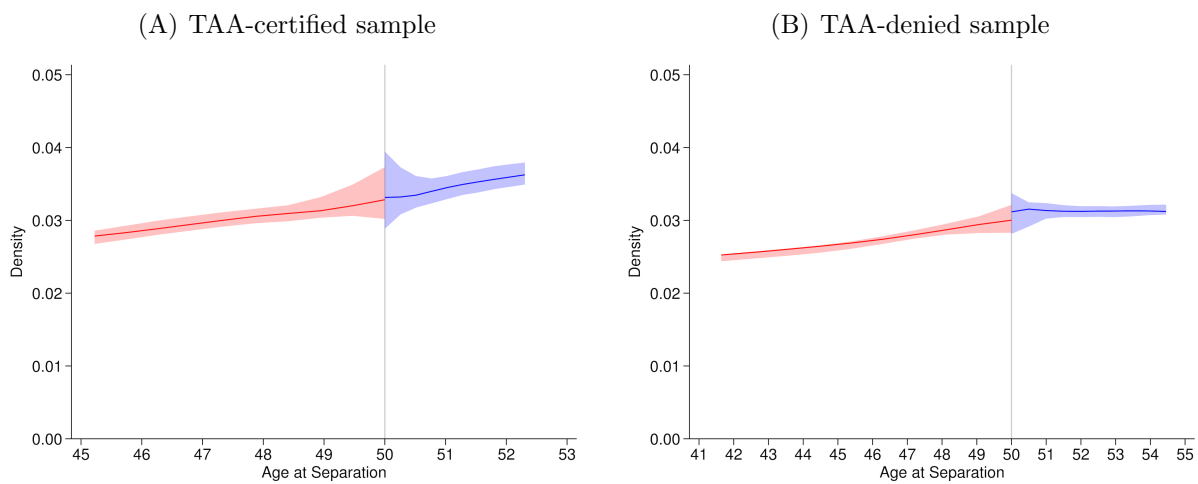 (A) TAA-certified sample
0.05
0.04
0.03
0.02
0.01
0.00
Density
45 46 47 48 49 50 51 52 53
Age at Separation
(B) TAA-denied sample
0.05
0.04
0.03
0.02
0.01
0.00
Density
41 42 43 44 45 46 47 48 49 50 51 52 53 54 55
Age at Separation